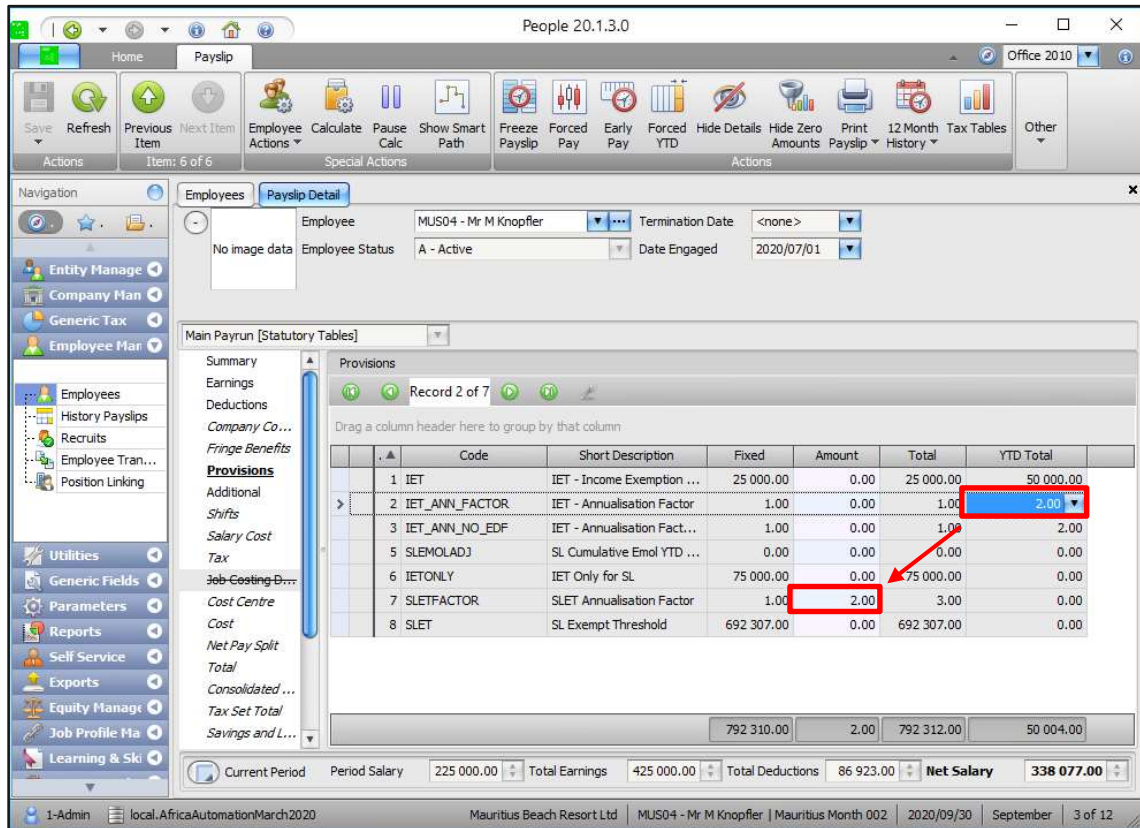 People 20.1.3.0
Home Payslip Office 2010
Save Refresh Previous Item Next Item Employee Actions Calculate Pause Calc Show Smart Path Freeze Payslip Forced Pay Early Pay Forced YTD Hide Details Hide Zero Amounts Print Payslip 12 Month History Tax Tables Other
Actions Item: 6 of 6 Special Actions Actions
Navigation Employees Payslip Detail
Employee MUS04 - Mr M Knopfler Termination Date <none>
No image data Employee Status A - Active Date Engaged 2020/07/01
Entity Manage
Company Man
Generic Tax
Employee Man
Employees
History Payslips
Recruits
Employee Tran...
Position Linking
Utilities
Generic Fields
Parameters
Reports
Self Service
Exports
Equity Manage
Job Profile Ma
Learning & Ski
Main Payrun [Statutory Tables]
Summary
Earnings
Deductions
Company Co...
Fringe Benefits
Provisions
Additional
Shifts
Salary Cost
Tax
Job Costing D...
Cost Centre
Cost
Net Pay Split
Total
Consolidated ...
Tax Set Total
Savings and L...
Provisions
Record 2 of 7
Drag a column header here to group by that column
. Code Short Description Fixed Amount Total YTD Total
1 IET IET - Income Exemption ... 25 000.00 0.00 25 000.00 50 000.00
2 IET_ANN_FACTOR IET - Annualisation Factor 1.00 0.00 1.00 2.00
3 IET_ANN_NO_EDF IET - Annualisation Fact... 1.00 0.00 1.00 2.00
5 SLEMOLADJ SL Cumulative Emol YTD ... 0.00 0.00 0.00 0.00
6 IETONLY IET Only for SL 75 000.00 0.00 75 000.00 0.00
7 SLETFACTOR SLET Annualisation Factor 1.00 2.00 3.00 0.00
8 SLET SL Exempt Threshold 692 307.00 0.00 692 307.00 0.00
792 310.00 2.00 792 312.00 50 004.00
Current Period Period Salary 225 000.00 Total Earnings 425 000.00 Total Deductions 86 923.00 Net Salary 338 077.00
1-Admin local.AfricaAutomationMarch2020 Mauritius Beach Resort Ltd MUS04 - Mr M Knopfler | Mauritius Month 002 2020/09/30 September 3 of 12